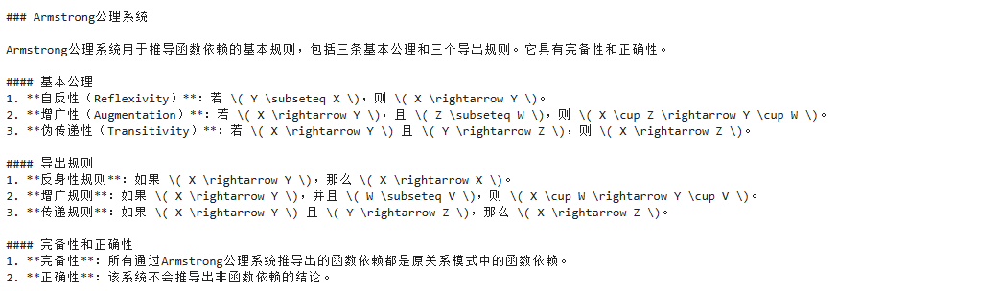 ### Armstrong公理系统
Armstrong公理系统用于推导函数依赖的基本规则，包括三条基本公理和三个导出规则。它具有完备性和正确性。
#### 基本公理
1. **自反性（Reflexivity）**：若 \( Y \subseteq X \)，则 \( X \rightarrow Y \)。
2. **增广性（Augmentation）**：若 \( X \rightarrow Y \)，且 \( Z \subseteq W \)，则 \( X \cup Z \rightarrow Y \cup W \)。
3. **伪传递性（Transitivity）**：若 \( X \rightarrow Y \) 且 \( Y \rightarrow Z \)，则 \( X \rightarrow Z \)。
#### 导出规则
1. **反身性规则**：如果 \( X \rightarrow Y \)，那么 \( X \rightarrow X \)。
2. **增广规则**：如果 \( X \rightarrow Y \)，并且 \( W \subseteq V \)，则 \( X \cup W \rightarrow Y \cup V \)。
3. **传递规则**：如果 \( X \rightarrow Y \) 且 \( Y \rightarrow Z \)，那么 \( X \rightarrow Z \)。
#### 完备性和正确性
1. **完备性**：所有通过Armstrong公理系统推导出的函数依赖都是原关系模式中的函数依赖。
2. **正确性**：该系统不会推导出非函数依赖的结论。